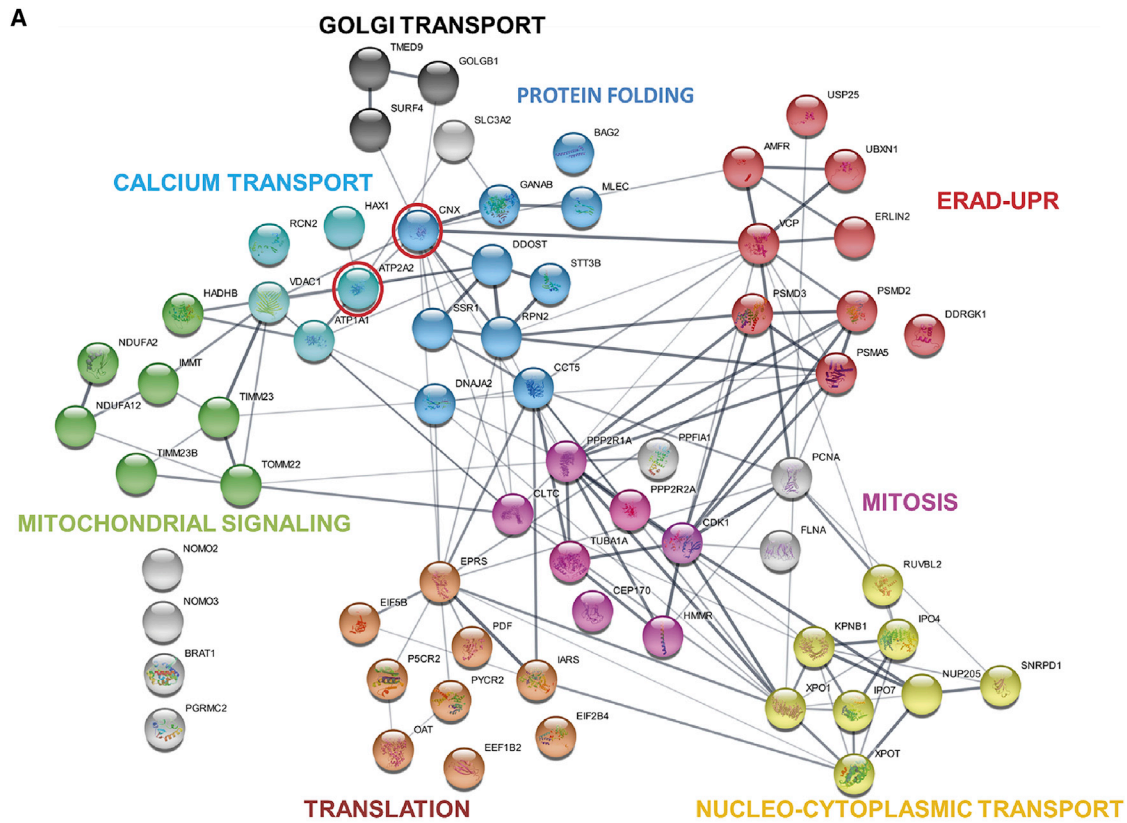 A
GOLGI TRANSPORT
TMED9
GOLGB1
PROTEIN FOLDING
USP25
SURF4
SLC3A2
BAG2
AMFR
UBXN1
CALCIUM TRANSPORT
GANAB
MLEC
HAX1
CNX
ERAD-UPR
RCN2
VCP
ERLIN2
DDOST
ATP2A2
STT3B
VDAC1
HADHB
PSMD3
PSMD2
DDRGK1
ATP1A1
SSR1
RPN2
NDUFA2
IMMT
PSMA5
CCT5
DNAJA2
NDUFA12
TIMM23
PPP2R1A
PPFIA1
PCNA
TIMM23B
TOMM22
CLTC
PPP2R2A
MITOSIS
MITOCHONDRIAL SIGNALING
CDK1
FLNA
NOMO2
TUBA1A
EPRS
RUVBL2
CEP170
NOMO3
EIF5B
HMMR
KPNB1
IPO4
PDF
BRAT1
P5CR2
PYCR2
IARS
SNRPD1
XPO1
IPO7
NUP205
PGRMC2
OAT
EIF2B4
EEF1B2
XPOT
TRANSLATION
NUCLEO-CYTOPLASMIC TRANSPORT